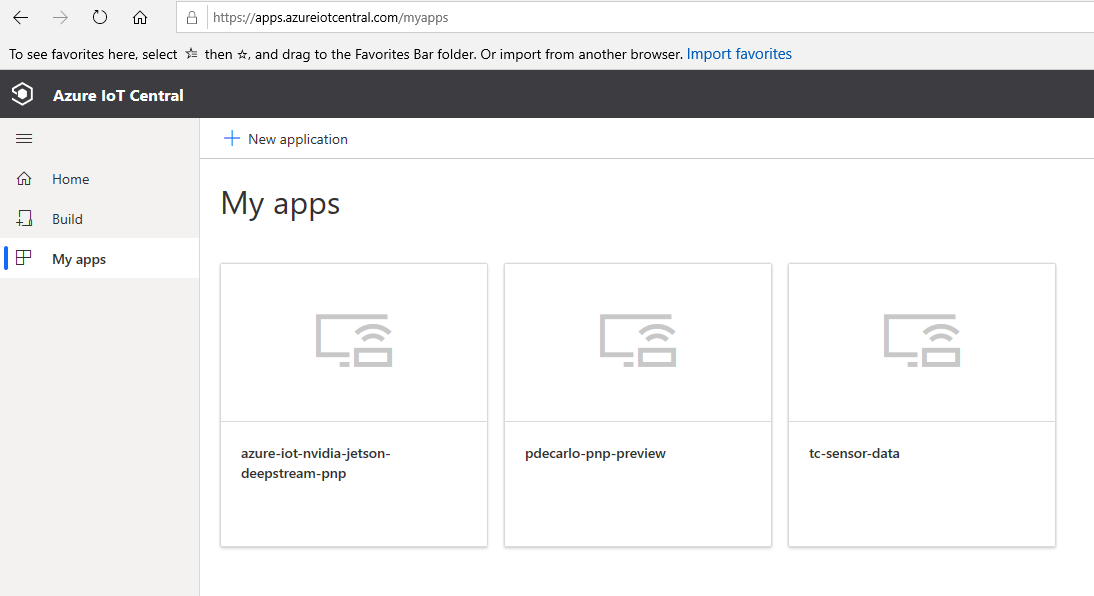 https://apps.azureiotcentral.com/myapps
To see favorites here, select then , and drag to the Favorites Bar folder. Or import from another browser. Import favorites
Azure IoT Central
New application
Home
Build
My apps
My apps
azure-iot-nvidia-jetson-
deepstream-pnp
pdecarlo-pnp-preview
tc-sensor-data